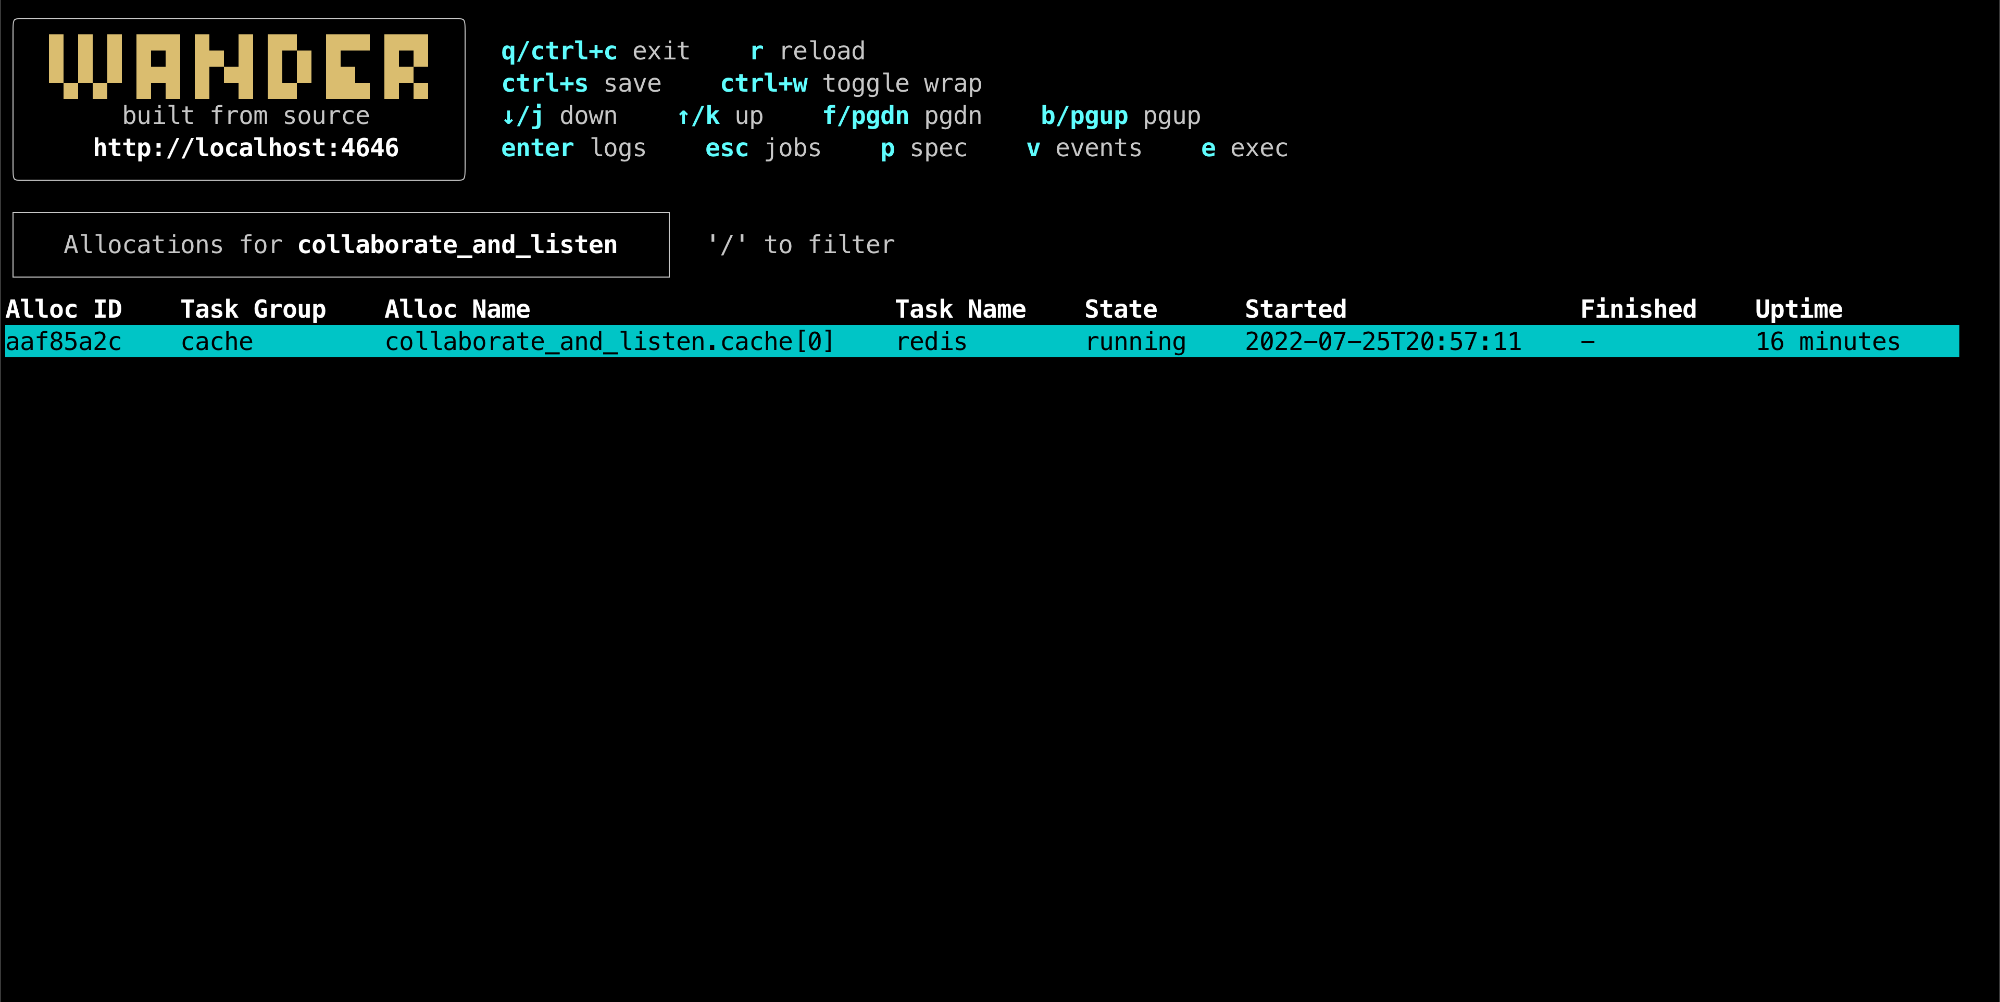 WANDER
built from source
http://localhost:4646
q/ctrl+c exit    r reload
ctrl+s save    ctrl+w toggle wrap
↓/j down    ↑/k up    f/pgdn pgdn    b/pgup pgup
enter logs    esc jobs    p spec    v events    e exec
Allocations for collaborate_and_listen    '/' to filter
Alloc ID    Task Group    Alloc Name    Task Name    State    Started    Finished    Uptime
aaf85a2c    cache    collaborate_and_listen.cache[0]    redis    running    2022-07-25T20:57:11    -    16 minutes